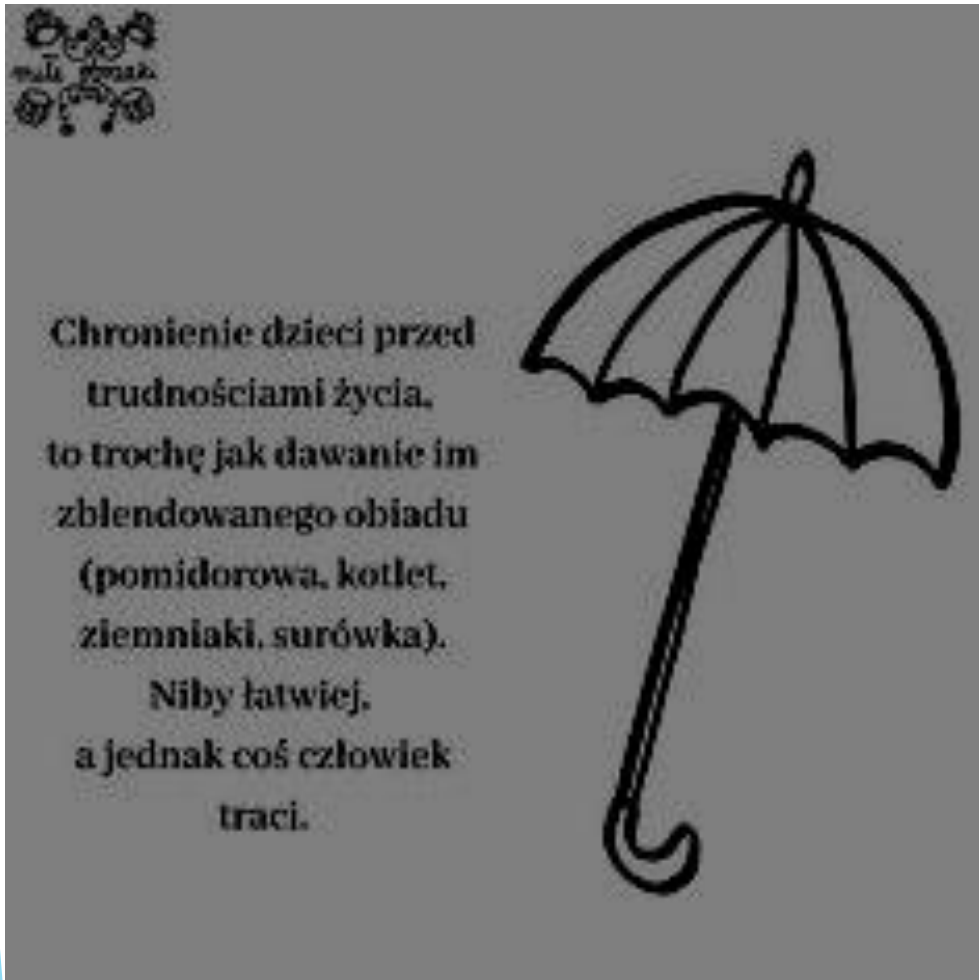 Chronienie dzieci przed
trudnościami życia,
to trochę jak dawanie im
zblendowanego obiadu
(pomidorowa, kotlet,
ziemniaki, surówka).
Niby łatwiej,
a jednak coś człowiek
traci.